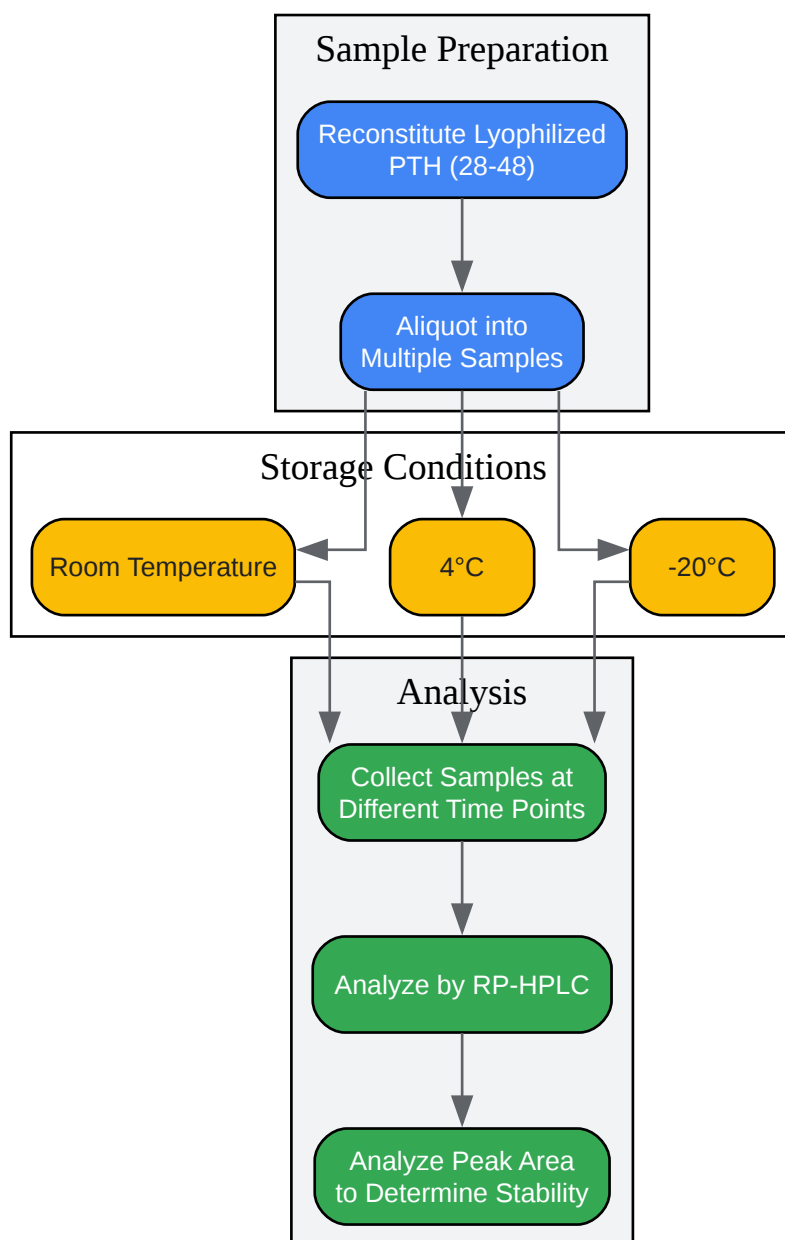 Sample Preparation
Reconstitute Lyophilized
PTH (28-48)
Aliquot into
Multiple Samples
Storage Conditions
Room Temperature
4°C
-20°C
Analysis
Collect Samples at
Different Time Points
Analyze by RP-HPLC
Analyze Peak Area
to Determine Stability